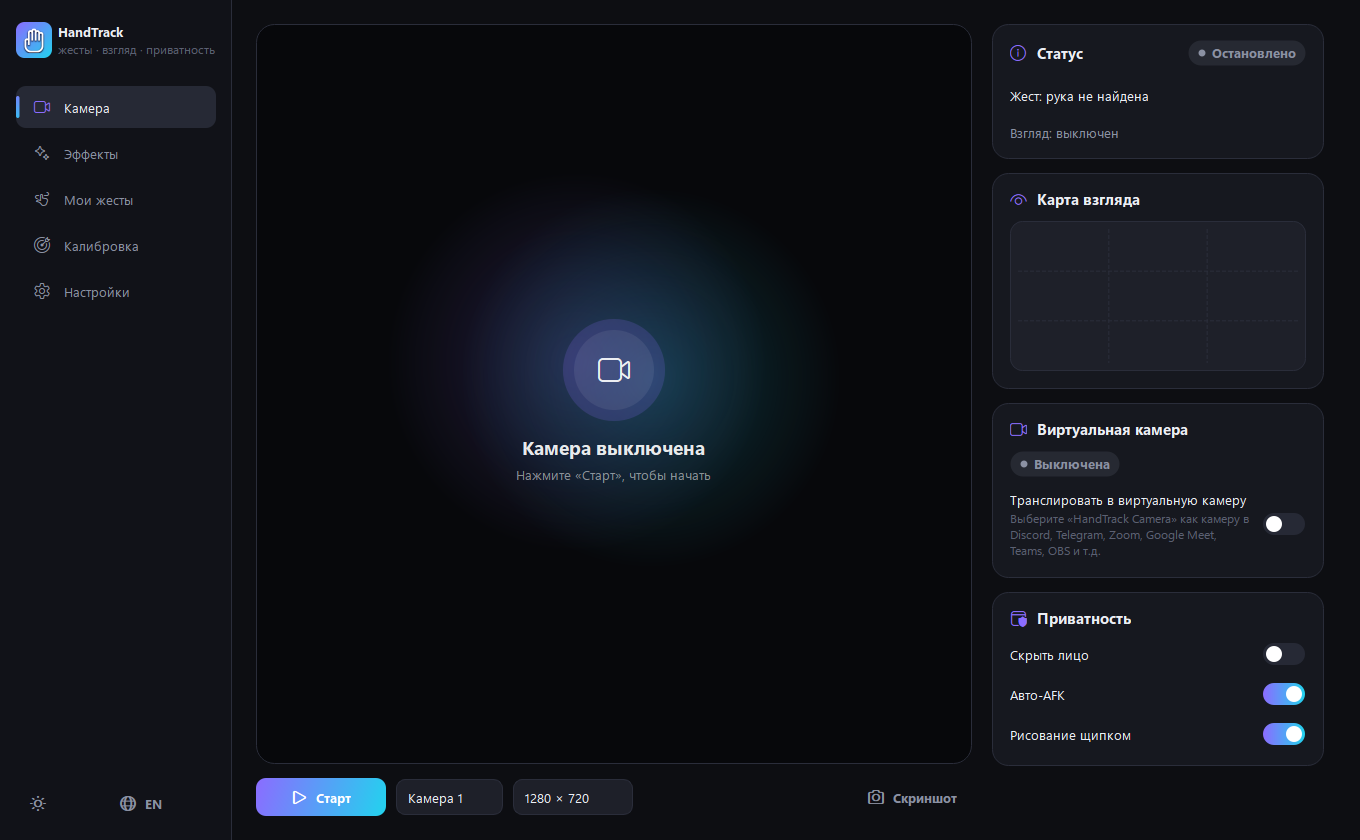 HandTrack
жесты · взгляд · приватность
Камера
Эффекты
Мои жесты
Калибровка
Настройки
EN
Камера выключена
Нажмите «Старт», чтобы начать
Старт
Камера 1
1280 × 720
Скриншот
Статус
Остановлено
Жест: рука не найдена
Взгляд: выключен
Карта взгляда
Виртуальная камера
Выключена
Транслировать в виртуальную камеру
Выберите «HandTrack Camera» как камеру в
Discord, Telegram, Zoom, Google Meet,
Teams, OBS и т.д.
Приватность
Скрыть лицо
Авто-AFK
Рисование щипком